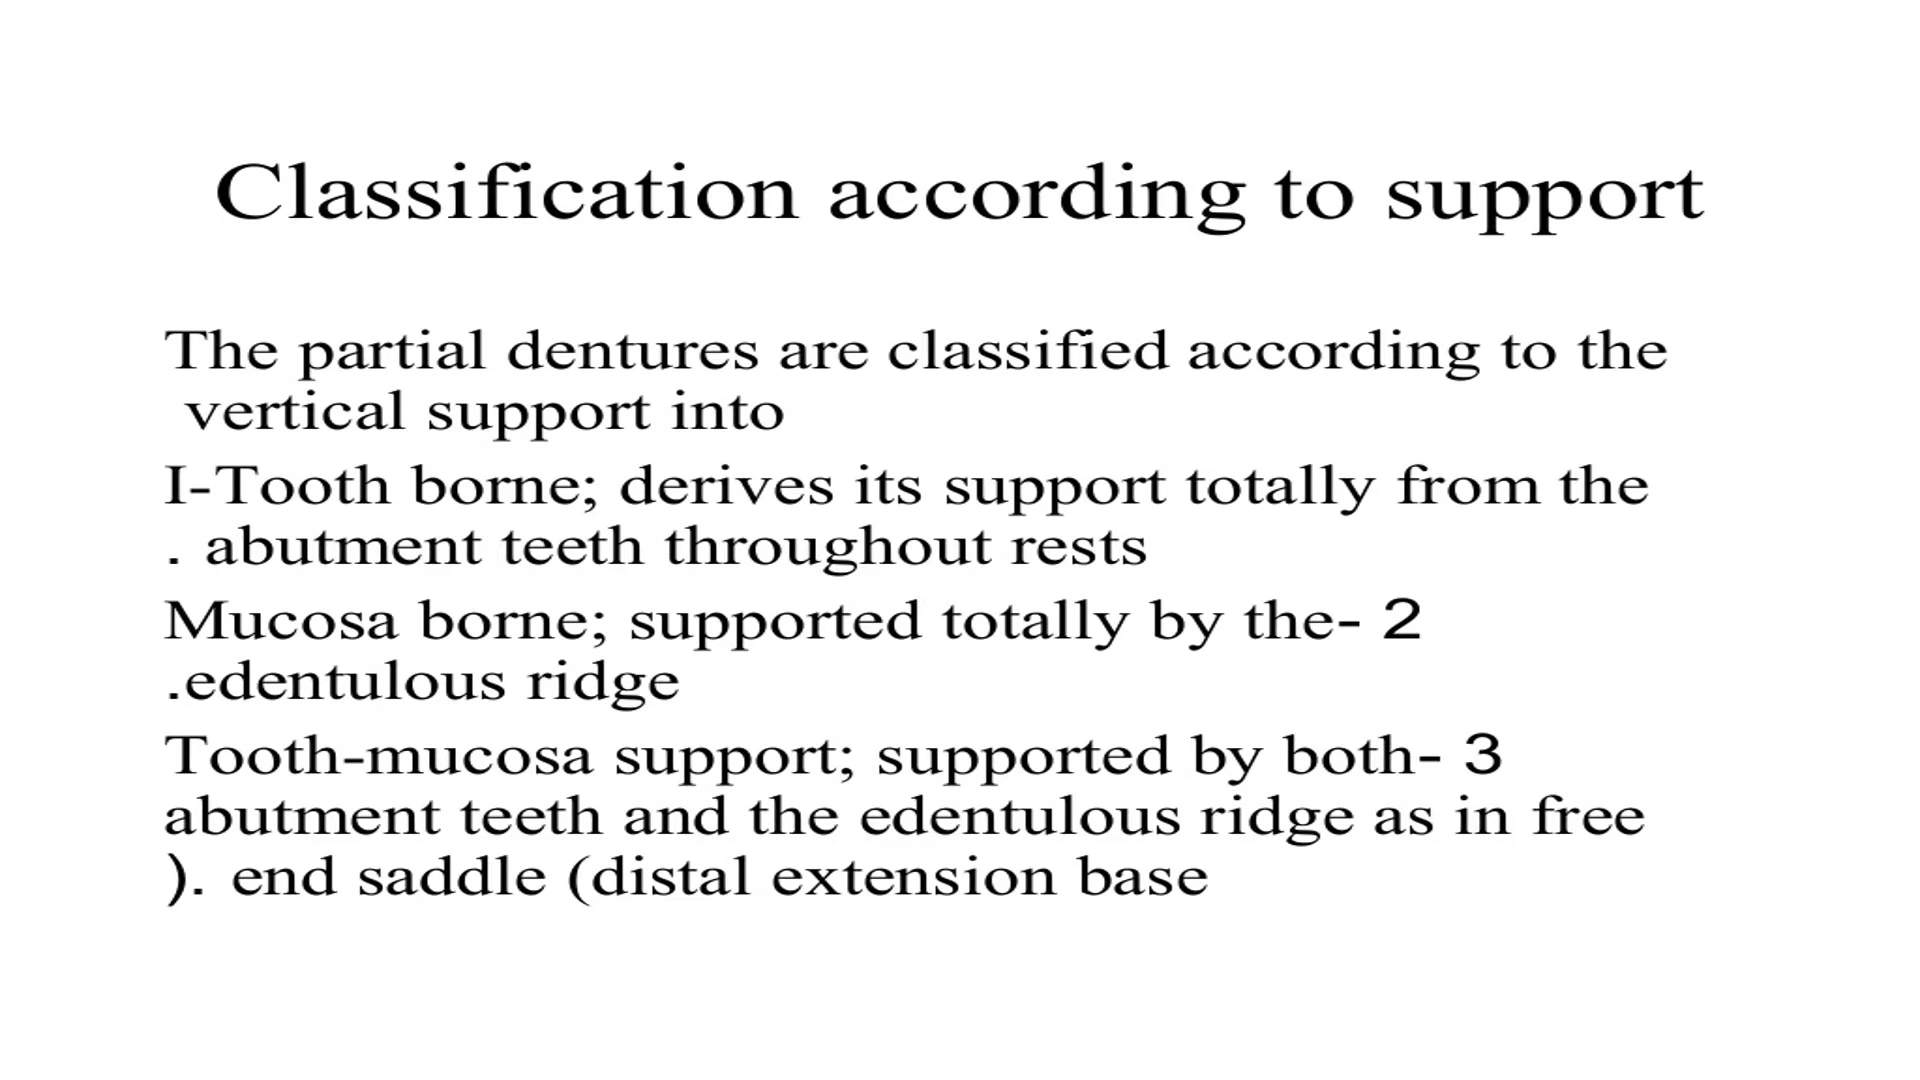 Classification according to support
The partial dentures are classified according to the
vertical support into
I-Tooth borne; derives its support totally from the
. abutment teeth throughout rests
Mucosa borne; supported totally by the- 2
.edentulous ridge
Tooth-mucosa support; supported by both- 3
abutment teeth and the edentulous ridge as in free
). end saddle (distal extension base